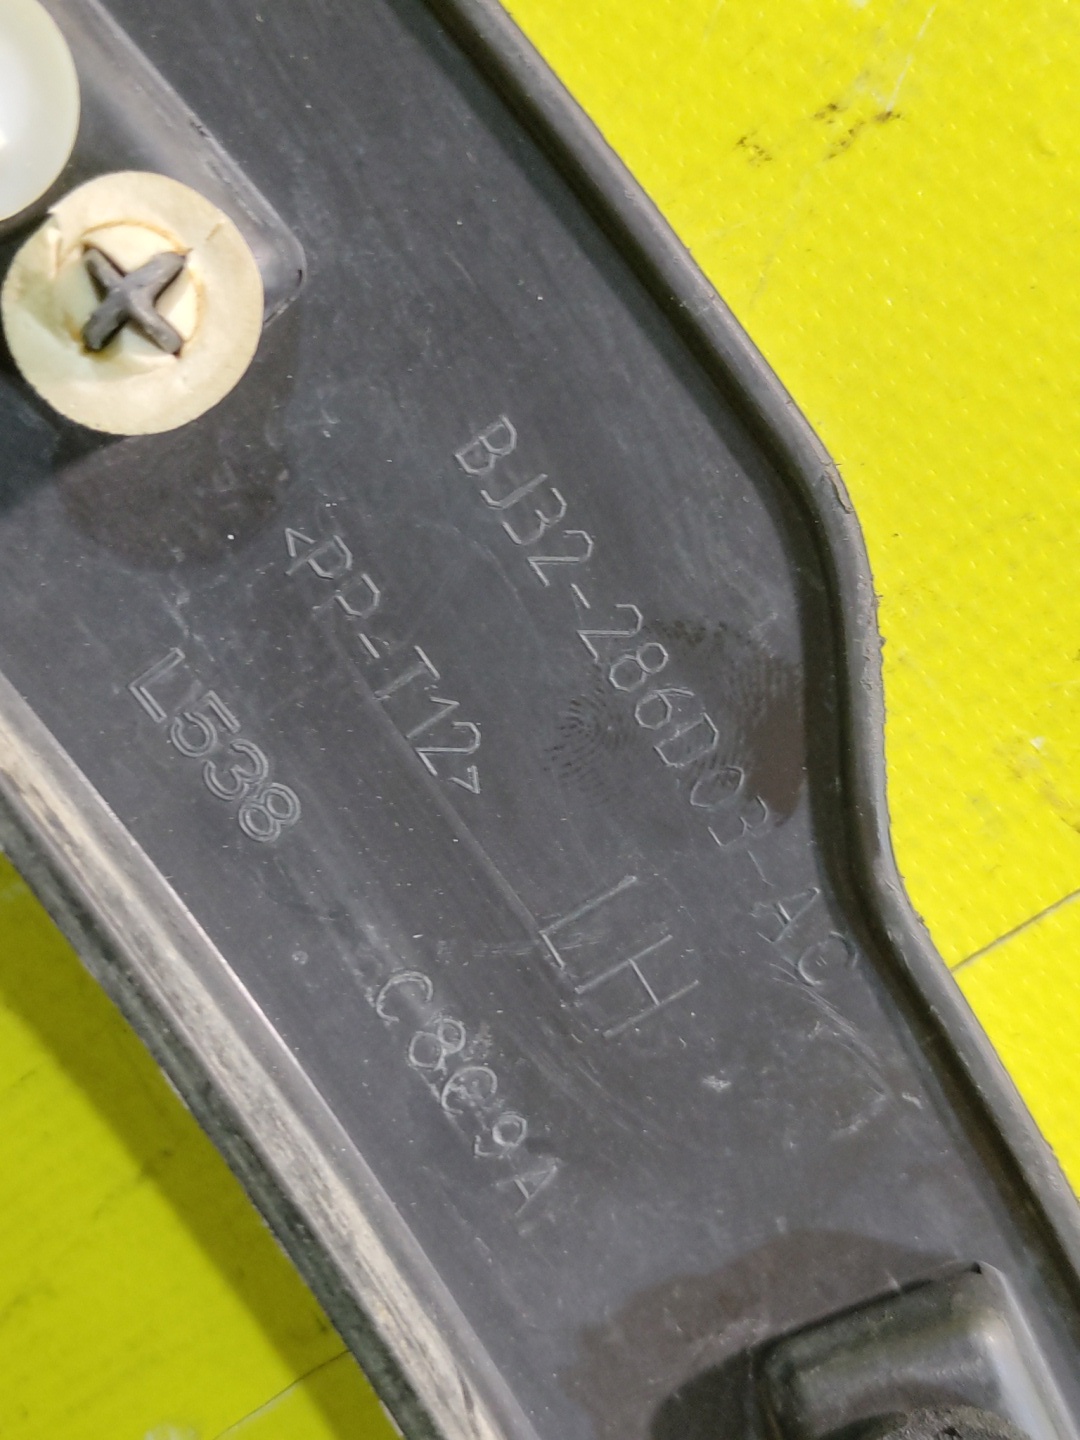 BJ32-286D03-AC
<PP-T12>
L538
LH
C8C9A